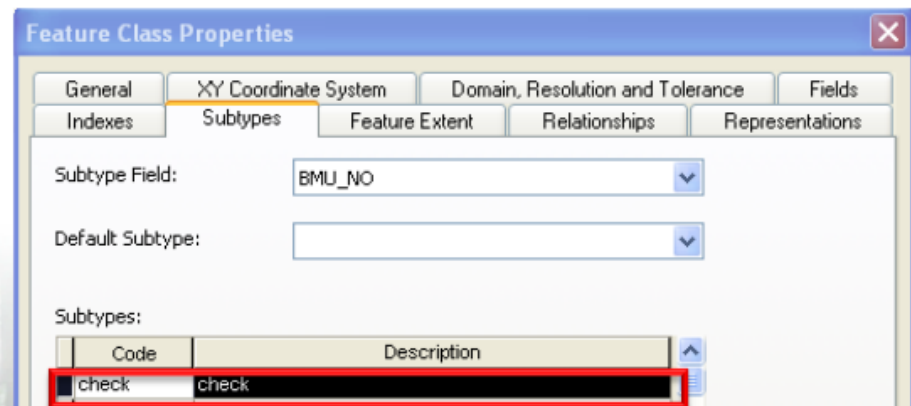 Feature Class Properties
General XY Coordinate System Domain, Resolution and Tolerance Fields
Indexes Subtypes Feature Extent Relationships Representations
Subtype Field: BMU_NO
Default Subtype:
Subtypes:
Code Description
check check